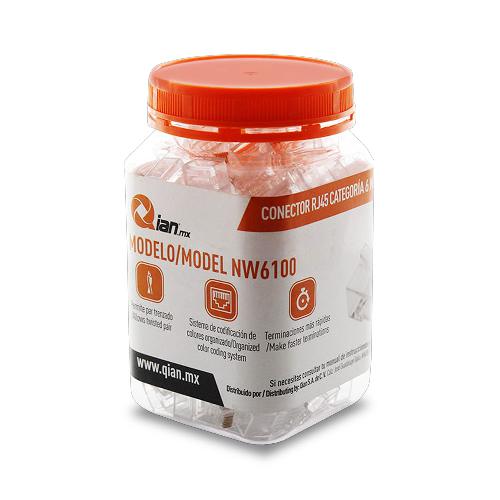 CONECTOR RJ45 CATEGORÍA 6
Qian.mx
MODELO/MODEL NW6100
Permite par trenzado
/Allows twisted pair
Sistema de codificación de
colores organizado/Organized
color coding system
Terminaciones más rápidas
/Make faster terminations
www.qian.mx
Si necesitas consultar tu manual de instrucciones
Distribuido por / Distributing by: Qian S.A. de C.V.